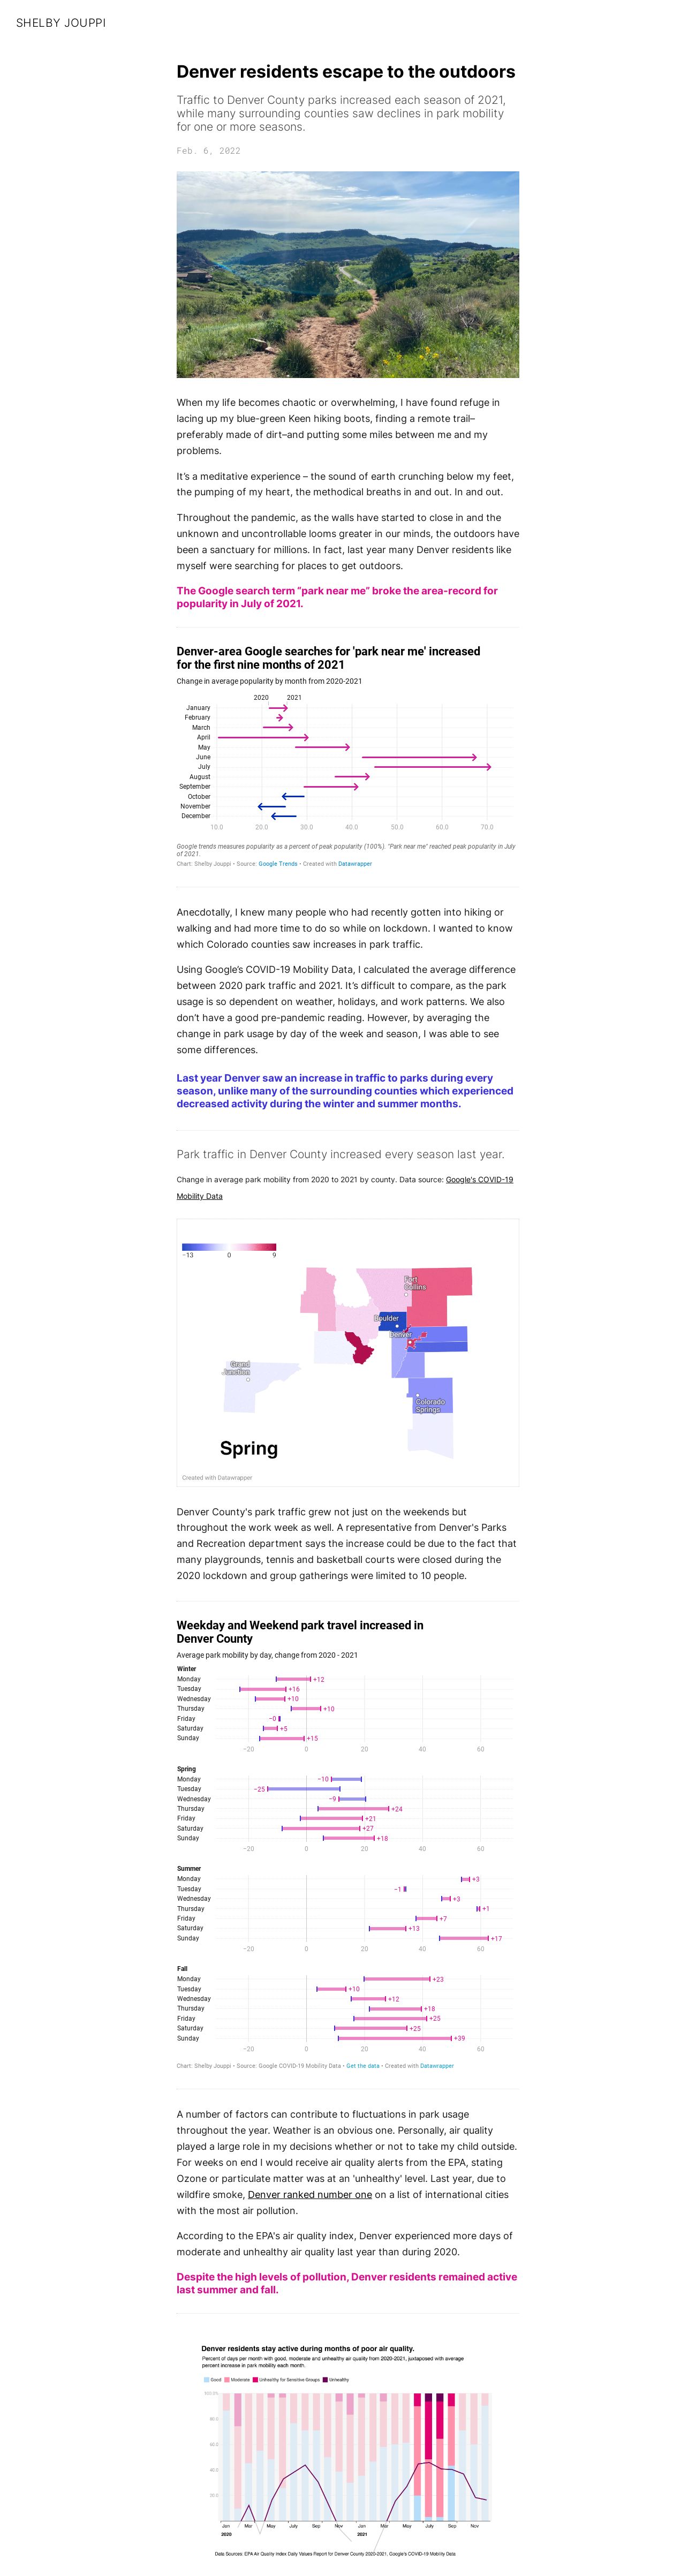 SHELBY JOUPPI
Denver residents escape to the outdoors
Traffic to Denver County parks increased each season of 2021,
while many surrounding counties saw declines in park mobility
for one or more seasons.
Feb. 6, 2022
When my life becomes chaotic or overwhelming, I have found refuge in
lacing up my blue-green Keen hiking boots, finding a remote trail–
preferably made of dirt–and putting some miles between me and my
problems.
It's a meditative experience – the sound of earth crunching below my feet,
the pumping of my heart, the methodical breaths in and out. In and out.
Throughout the pandemic, as the walls have started to close in and the
unknown and uncontrollable looms greater in our minds, the outdoors have
been a sanctuary for millions. In fact, last year many Denver residents like
myself were searching for places to get outdoors.
The Google search term "park near me" broke the area-record for
popularity in July of 2021.
Denver-area Google searches for 'park near me' increased
for the first nine months of 2021
Change in average popularity by month from 2020-2021
2020 2021
January
February
March
April
May
June
July
August
September
October
November
December
10.0 20.0 30.0 40.0 50.0 60.0 70.0
Google trends measures popularity as a percent of peak popularity (100%). "Park near me" reached peak popularity in July
of 2021.
Chart: Shelby Jouppi • Source: Google Trends • Created with Datawrapper
Anecdotally, I knew many people who had recently gotten into hiking or
walking and had more time to do so while on lockdown. I wanted to know
which Colorado counties saw increases in park traffic.
Using Google's COVID-19 Mobility Data, I calculated the average difference
between 2020 park traffic and 2021. It's difficult to compare, as the park
usage is so dependent on weather, holidays, and work patterns. We also
don't have a good pre-pandemic reading. However, by averaging the
change in park usage by day of the week and season, I was able to see
some differences.
Last year Denver saw an increase in traffic to parks during every
season, unlike many of the surrounding counties which experienced
decreased activity during the winter and summer months.
Park traffic in Denver County increased every season last year.
Change in average park mobility from 2020 to 2021 by county. Data source: Google's COVID-19
Mobility Data
−13 0 9
Fort
Collins
Boulder
Denver
Grand
Junction
Colorado
Springs
Spring
Created with Datawrapper
Denver County's park traffic grew not just on the weekends but
throughout the work week as well. A representative from Denver's Parks
and Recreation department says the increase could be due to the fact that
many playgrounds, tennis and basketball courts were closed during the
2020 lockdown and group gatherings were limited to 10 people.
Weekday and Weekend park travel increased in
Denver County
Average park mobility by day, change from 2020 - 2021
Winter
Monday +12
Tuesday +16
Wednesday +10
Thursday +10
Friday −0
Saturday +5
Sunday +15
−20 0 20 40 60
Spring
Monday −10
Tuesday −25
Wednesday −9
Thursday +24
Friday +21
Saturday +27
Sunday +18
−20 0 20 40 60
Summer
Monday +3
Tuesday −1
Wednesday +3
Thursday +1
Friday +7
Saturday +13
Sunday +17
−20 0 20 40 60
Fall
Monday +23
Tuesday +10
Wednesday +12
Thursday +18
Friday +25
Saturday +25
Sunday +39
−20 0 20 40 60
Chart: Shelby Jouppi • Source: Google COVID-19 Mobility Data • Get the data • Created with Datawrapper
A number of factors can contribute to fluctuations in park usage
throughout the year. Weather is an obvious one. Personally, air quality
played a large role in my decisions whether or not to take my child outside.
For weeks on end I would receive air quality alerts from the EPA, stating
Ozone or particulate matter was at an 'unhealthy' level. Last year, due to
wildfire smoke, Denver ranked number one on a list of international cities
with the most air pollution.
According to the EPA's air quality index, Denver experienced more days of
moderate and unhealthy air quality last year than during 2020.
Despite the high levels of pollution, Denver residents remained active
last summer and fall.
Denver residents stay active during months of poor air quality.
Percent of days per month with good, moderate and unhealthy air quality from 2020-2021, juxtaposed with average
percent increase in park mobility each month.
Good Moderate Unhealthy for Sensitive Groups Unhealthy
100.0%
80.0
60.0
40.0
20.0
Jan Mar May July Sep Nov Jan Mar May July Sep Nov
2020 2021
Data Sources: EPA Air Quality Index Daily Values Report for Denver County 2020-2021, Google's COVID-19 Mobility Data